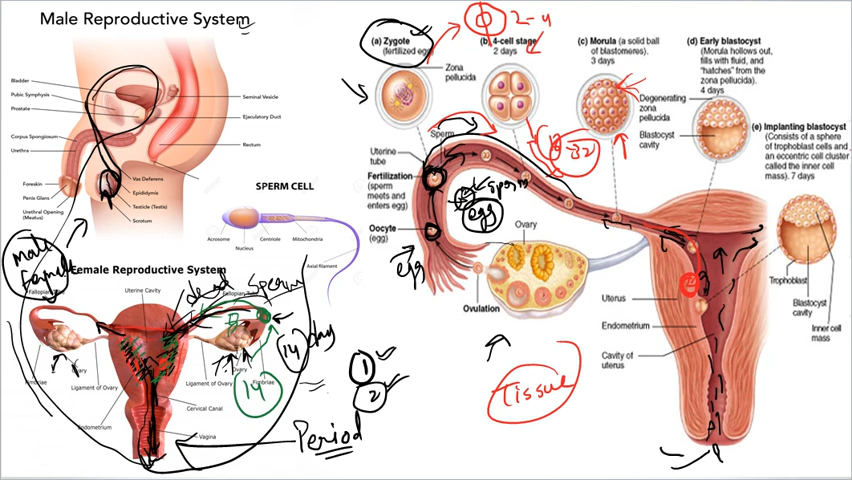 Male Reproductive System
Bladder
Pubic Symphysis
Prostate
Corpus Spongiosum
Urethra
Foreskin
Penis Glans
Urethral Opening
(Meatus)
Seminal Vesicle
Ejaculatory Duct
Rectum
Vas Deferens
Epididymis
Testicle (Testis)
Scrotum
SPERM CELL
Acrosome
Nucleus
Centriole
Mitochondria
Axial filament
male
female
Female Reproductive System
Uterine Cavity
dead
sperm
Ovary
Ligament of Ovary
Endometrium
Ligament of Ovary
Ovary
Fimbriae
Cervical Canal
Vagina
14
14 days
1
2
Period
(a) Zygote
(fertilized egg)
2-4
(b) 4-cell stage
2 days
(c) Morula (a solid ball
of blastomeres)
3 days
(d) Early blastocyst
(Morula hollows out,
fills with fluid, and
"hatches" from the
zona pellucida)
4 days
Zona
pellucida
Degenerating
zona
pellucida
Blastocyst
cavity
(e) Implanting blastocyst
(Consists of a sphere
of trophoblast cells and
an eccentric cell cluster
called the inner cell
mass). 7 days
Sperm
Uterine
tube
Fertilization
(sperm
meets and
enters egg)
Oocyte
(egg)
egg
sperm
egg
Ovary
Ovulation
Uterus
Endometrium
Cavity of
uterus
Trophoblast
Blastocyst
cavity
Inner cell
mass
Tissue